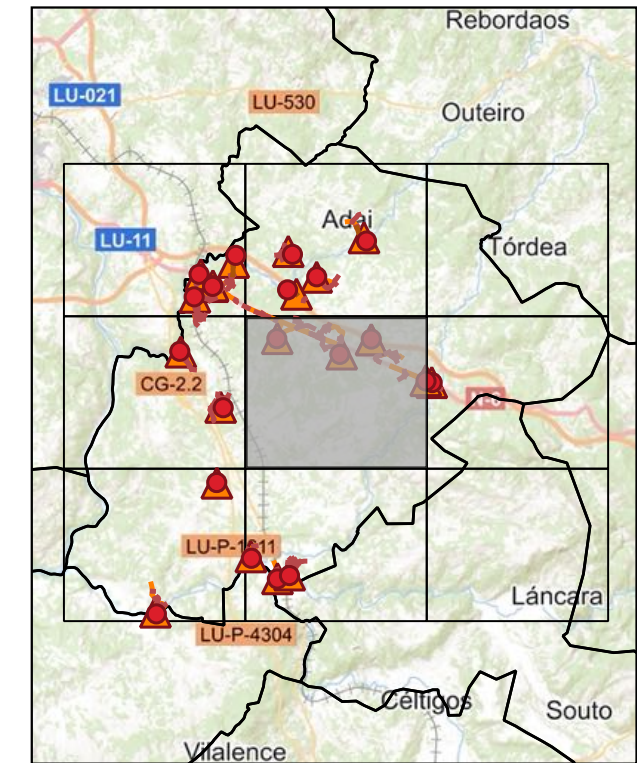 Rebordaos
LU-021
LU-530
Outeiro
Adai
LU-11
Tórdea
CG-2.2
LU-P-1611
Láncara
LU-P-4304
Céltigos
Souto
Vilalence